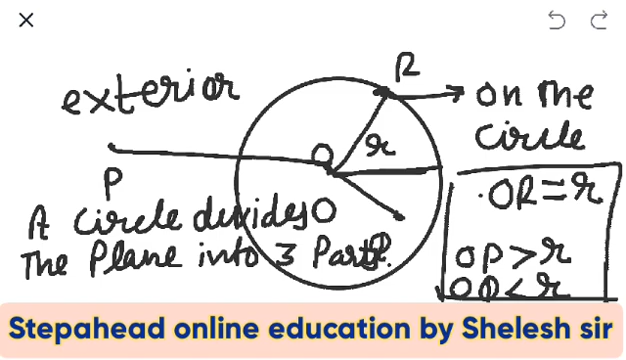 exterior
R
on the
circle
O
r
P
OR=r
A circle divides
O
The Plane into 3 Parts.
Q
OP>r
OQ<r
Stepahead online education by Shelesh sir